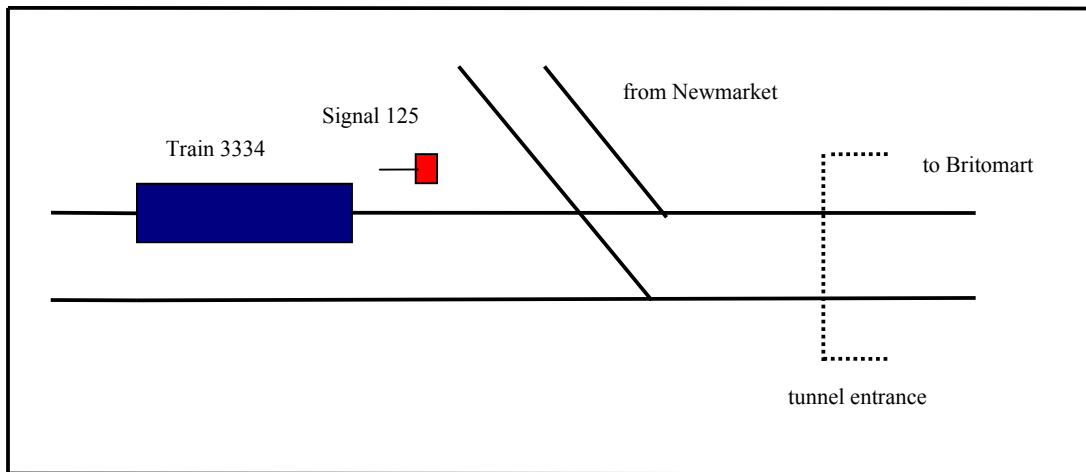 from Newmarket
Signal 125
Train 3334
to Britomart
tunnel entrance